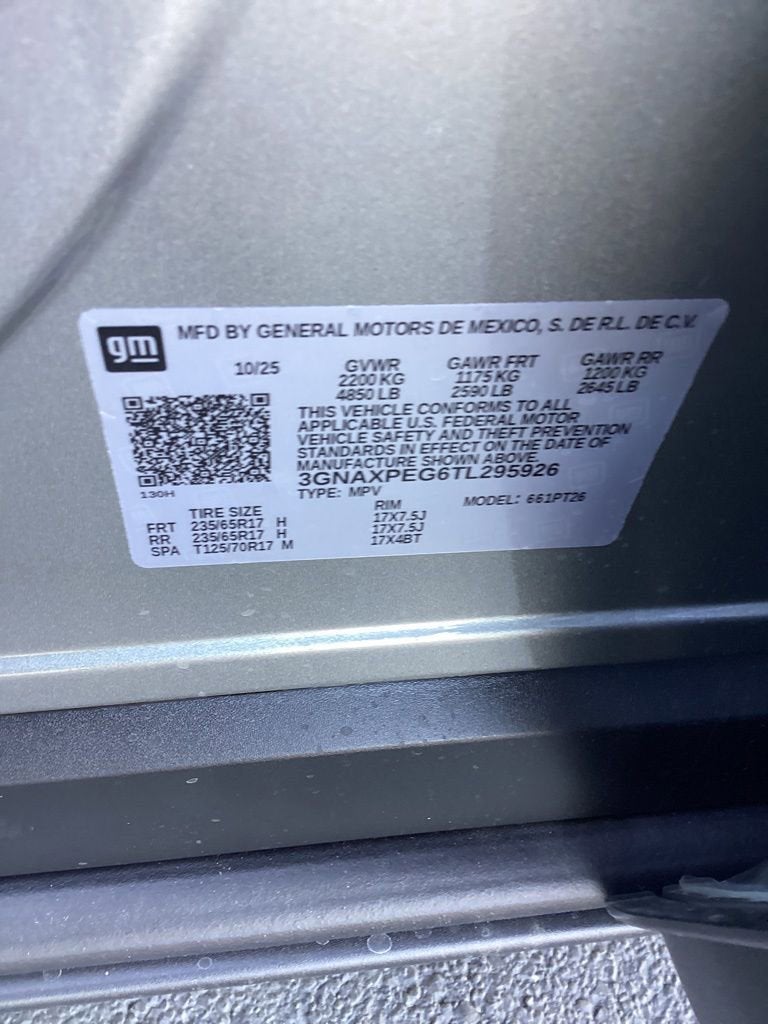 gm
MFD BY GENERAL MOTORS DE MEXICO, S. DE R.L. DE C.V.
10/25 GVWR GAWR FRT GAWR RR
2200 KG 1175 KG 1200 KG
4850 LB 2590 LB 2645 LB
THIS VEHICLE CONFORMS TO ALL
APPLICABLE U.S. FEDERAL MOTOR
VEHICLE SAFETY AND THEFT PREVENTION
STANDARDS IN EFFECT ON THE DATE OF
MANUFACTURE SHOWN ABOVE.
3GNAXPEG6TL295926
130H
TYPE: MPV MODEL: 661PT26
TIRE SIZE RIM
FRT 235/65R17 H 17X7.5J
RR 235/65R17 H 17X7.5J
SPA T125/70R17 M 17X4BT